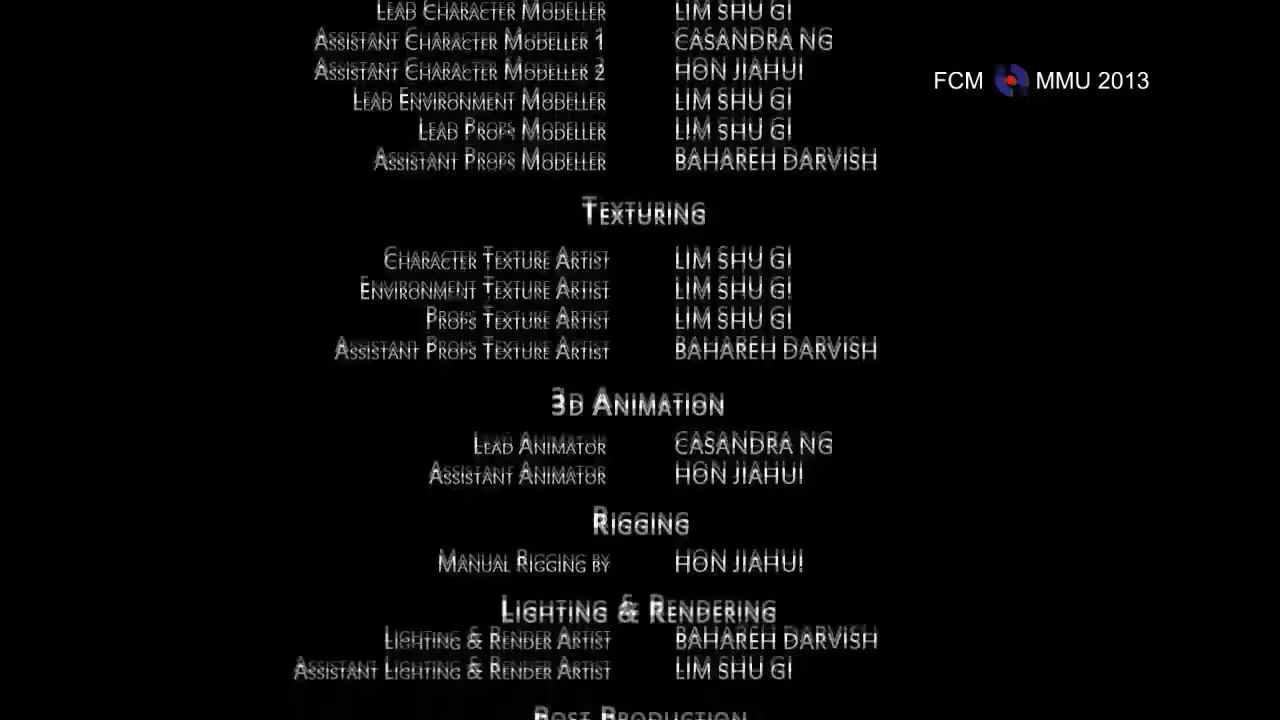 Lead Character Modeller LIM SHU GI
Assistant Character Modeller 1 CASANDRA NG
Assistant Character Modeller 2 HON JIAHUI
FCM MMU 2013
Lead Environment Modeller LIM SHU GI
Lead Props Modeller LIM SHU GI
Assistant Props Modeller BAHAREH DARVISH
Texturing
Character Texture Artist LIM SHU GI
Environment Texture Artist LIM SHU GI
Props Texture Artist LIM SHU GI
Assistant Props Texture Artist BAHAREH DARVISH
3d Animation
Lead Animator CASANDRA NG
Assistant Animator HON JIAHUI
Rigging
Manual Rigging by HON JIAHUI
Lighting & Rendering
Lighting & Render Artist BAHAREH DARVISH
Assistant Lighting & Render Artist LIM SHU GI
Post Production